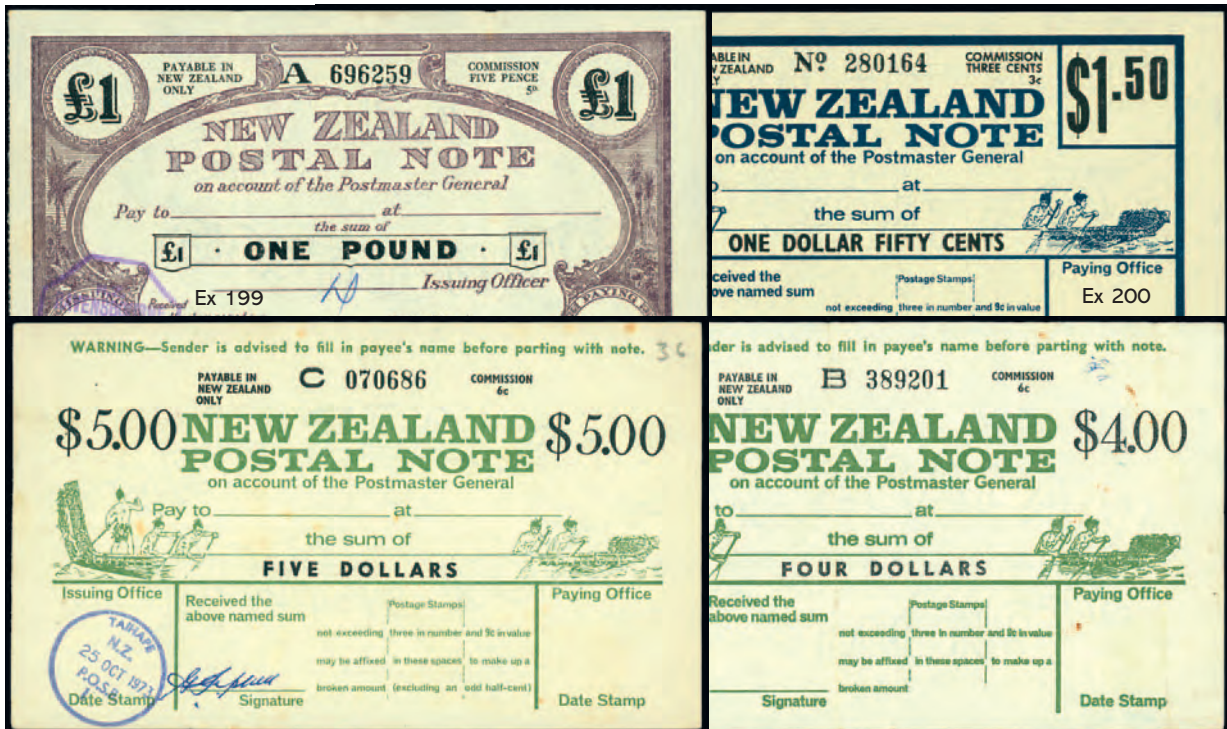 £1
PAYABLE IN
NEW ZEALAND
ONLY
A 696259
COMMISSION
FIVE PENCE
5D.
£1
NEW ZEALAND
POSTAL NOTE
on account of the Postmaster General
Pay to at
the sum of
£1 · ONE POUND · £1
Issuing Officer
Ex 199
Received
PAYING
ABLE IN
W ZEALAND
Y
Nº 280164
COMMISSION
THREE CENTS
3c
$1.50
NEW ZEALAND
POSTAL NOTE
on account of the Postmaster General
at
the sum of
ONE DOLLAR FIFTY CENTS
ceived the
ove named sum
Postage Stamps
not exceeding three in number and 9c in value
Paying Office
Ex 200
WARNING—Sender is advised to fill in payee's name before parting with note. 36
PAYABLE IN
NEW ZEALAND
ONLY
C 070686
COMMISSION
6c
$5.00 NEW ZEALAND $5.00
POSTAL NOTE
on account of the Postmaster General
Pay to at
the sum of
FIVE DOLLARS
Issuing Office
Received the
above named sum
Postage Stamps
not exceeding three in number and 9c in value
may be affixed in these spaces to make up a
broken amount (excluding an odd half-cent)
Signature
Paying Office
Date Stamp
TAIHAPE
N.Z.
25 OCT 1973
P.O.S.B.
Date Stamp
der is advised to fill in payee's name before parting with note.
PAYABLE IN
NEW ZEALAND
ONLY
B 389201
COMMISSION
6c
NEW ZEALAND $4.00
POSTAL NOTE
on account of the Postmaster General
to at
the sum of
FOUR DOLLARS
Received the
above named sum
Postage Stamps
not exceeding three in number and 9c in value
may be affixed in these spaces to make up a
broken amount
Signature
Paying Office
Date Stamp